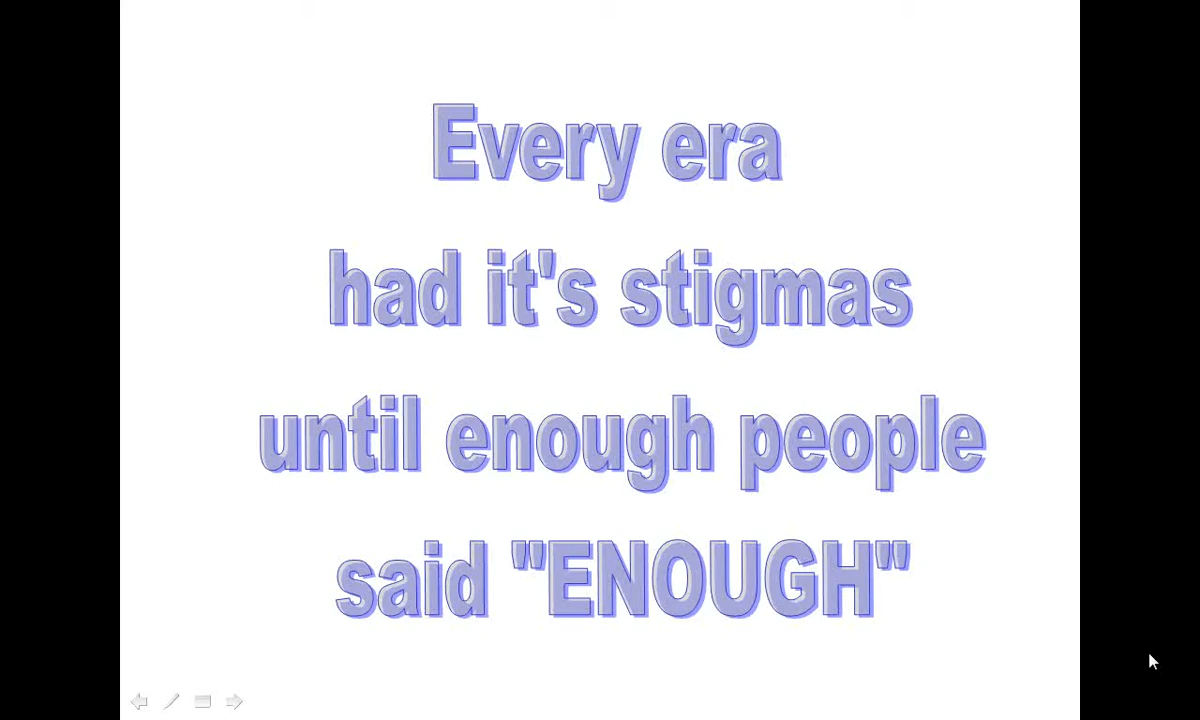 Every era
had it's stigmas
until enough people
said "ENOUGH"